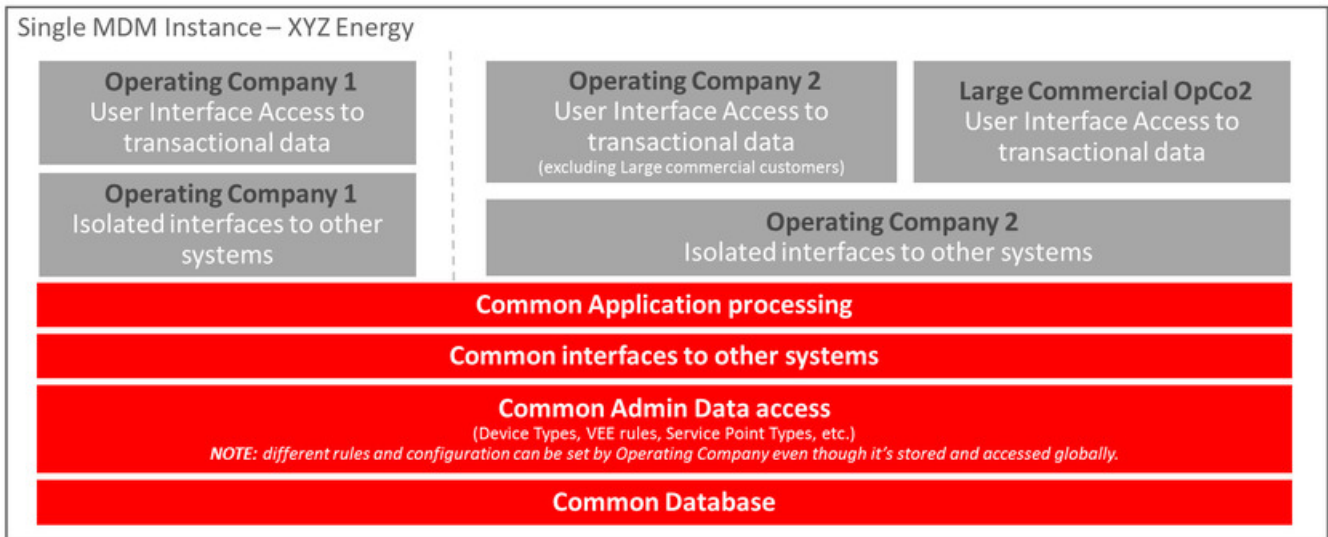 Single MDM Instance – XYZ Energy
Operating Company 1
User Interface Access to
transactional data
Operating Company 1
Isolated interfaces to other
systems
Operating Company 2
User Interface Access to
transactional data
(excluding Large commercial customers)
Large Commercial OpCo2
User Interface Access to
transactional data
Operating Company 2
Isolated interfaces to other systems
Common Application processing
Common interfaces to other systems
Common Admin Data access
(Device Types, VEE rules, Service Point Types, etc.)
NOTE: different rules and configuration can be set by Operating Company even though it's stored and accessed globally.
Common Database